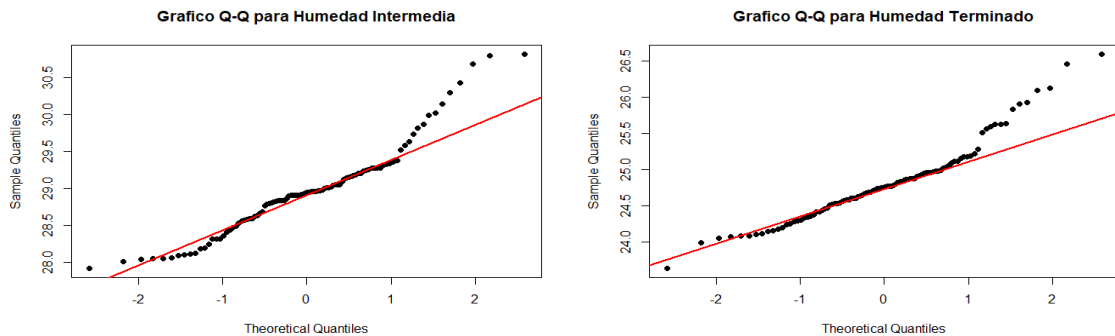 Grafico Q-Q para Humedad Intermedia
Sample Quantiles
30.5
30.0
29.5
29.0
28.5
28.0
-2 -1 0 1 2
Theoretical Quantiles
Grafico Q-Q para Humedad Terminado
Sample Quantiles
26.5
26.0
25.5
25.0
24.5
24.0
-2 -1 0 1 2
Theoretical Quantiles